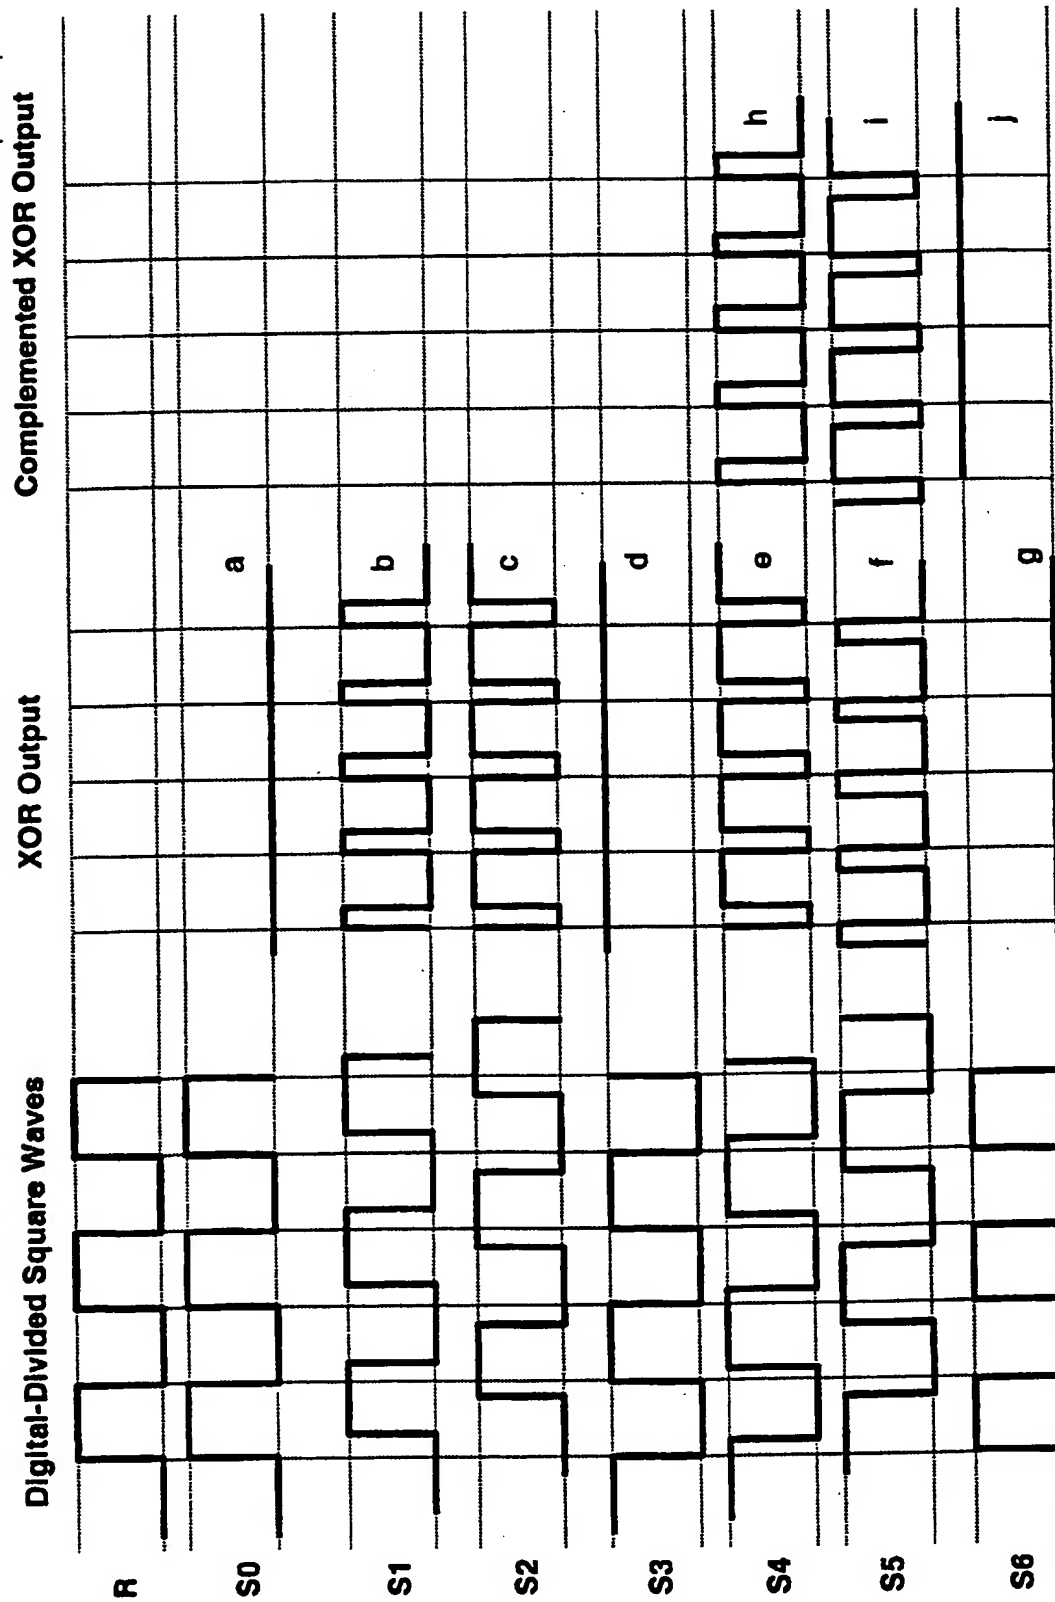 Digital-Divided Square Waves
XOR Output
Complemented XOR Output
R
S0
a
S1
b
S2
c
S3
d
S4
e
h
S5
f
i
S6
g
j